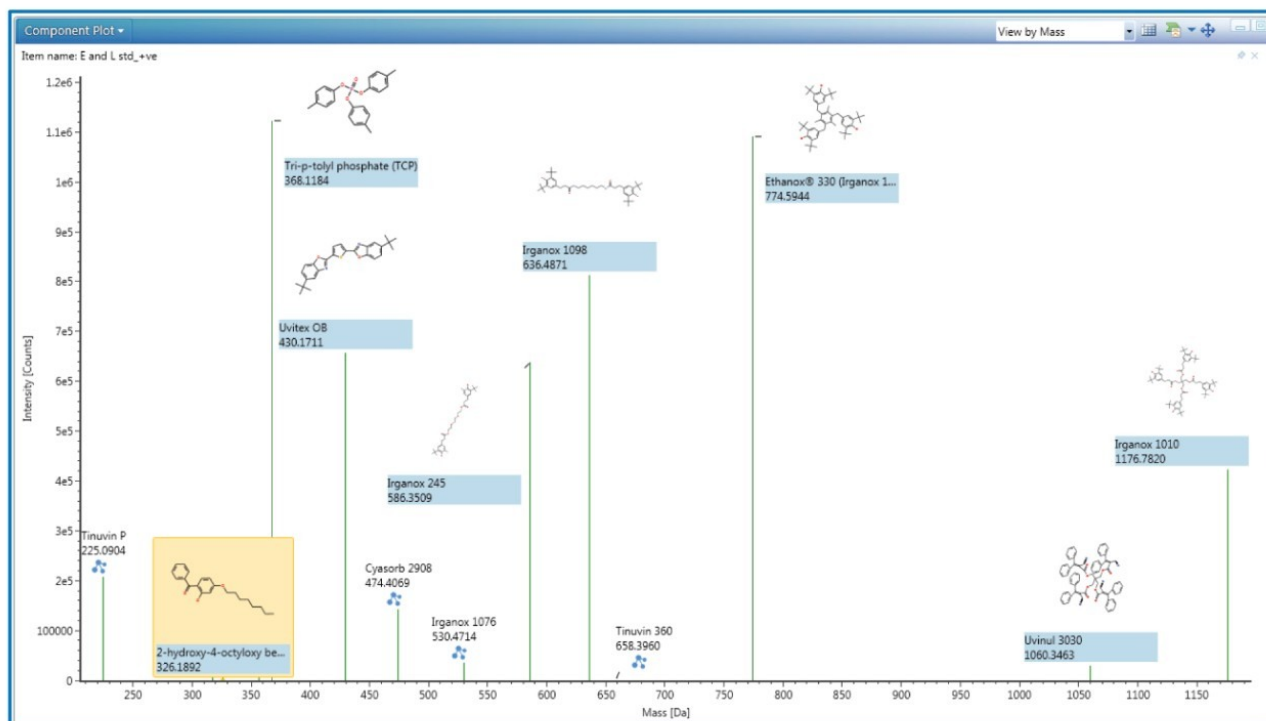 Component Plot
View by Mass
Item name: E and L std_+ve
Intensity [Counts]
1.2e6
1.1e6
1e6
9e5
8e5
7e5
6e5
5e5
4e5
3e5
2e5
100000
0
Tri-p-tolyl phosphate (TCP)
368.1184
Ethanox® 330 (Irganox 1...
774.5944
Irganox 1098
636.4871
Uvitex OB
430.1711
Irganox 1010
1176.7820
Irganox 245
586.3509
Tinuvin P
225.0904
Cyasorb 2908
474.4069
Irganox 1076
530.4714
Tinuvin 360
658.3960
Uvinul 3030
1060.3463
2-hydroxy-4-octyloxy be...
326.1892
250 300 350 400 450 500 550 600 650 700 750 800 850 900 950 1000 1050 1100 1150
Mass [Da]